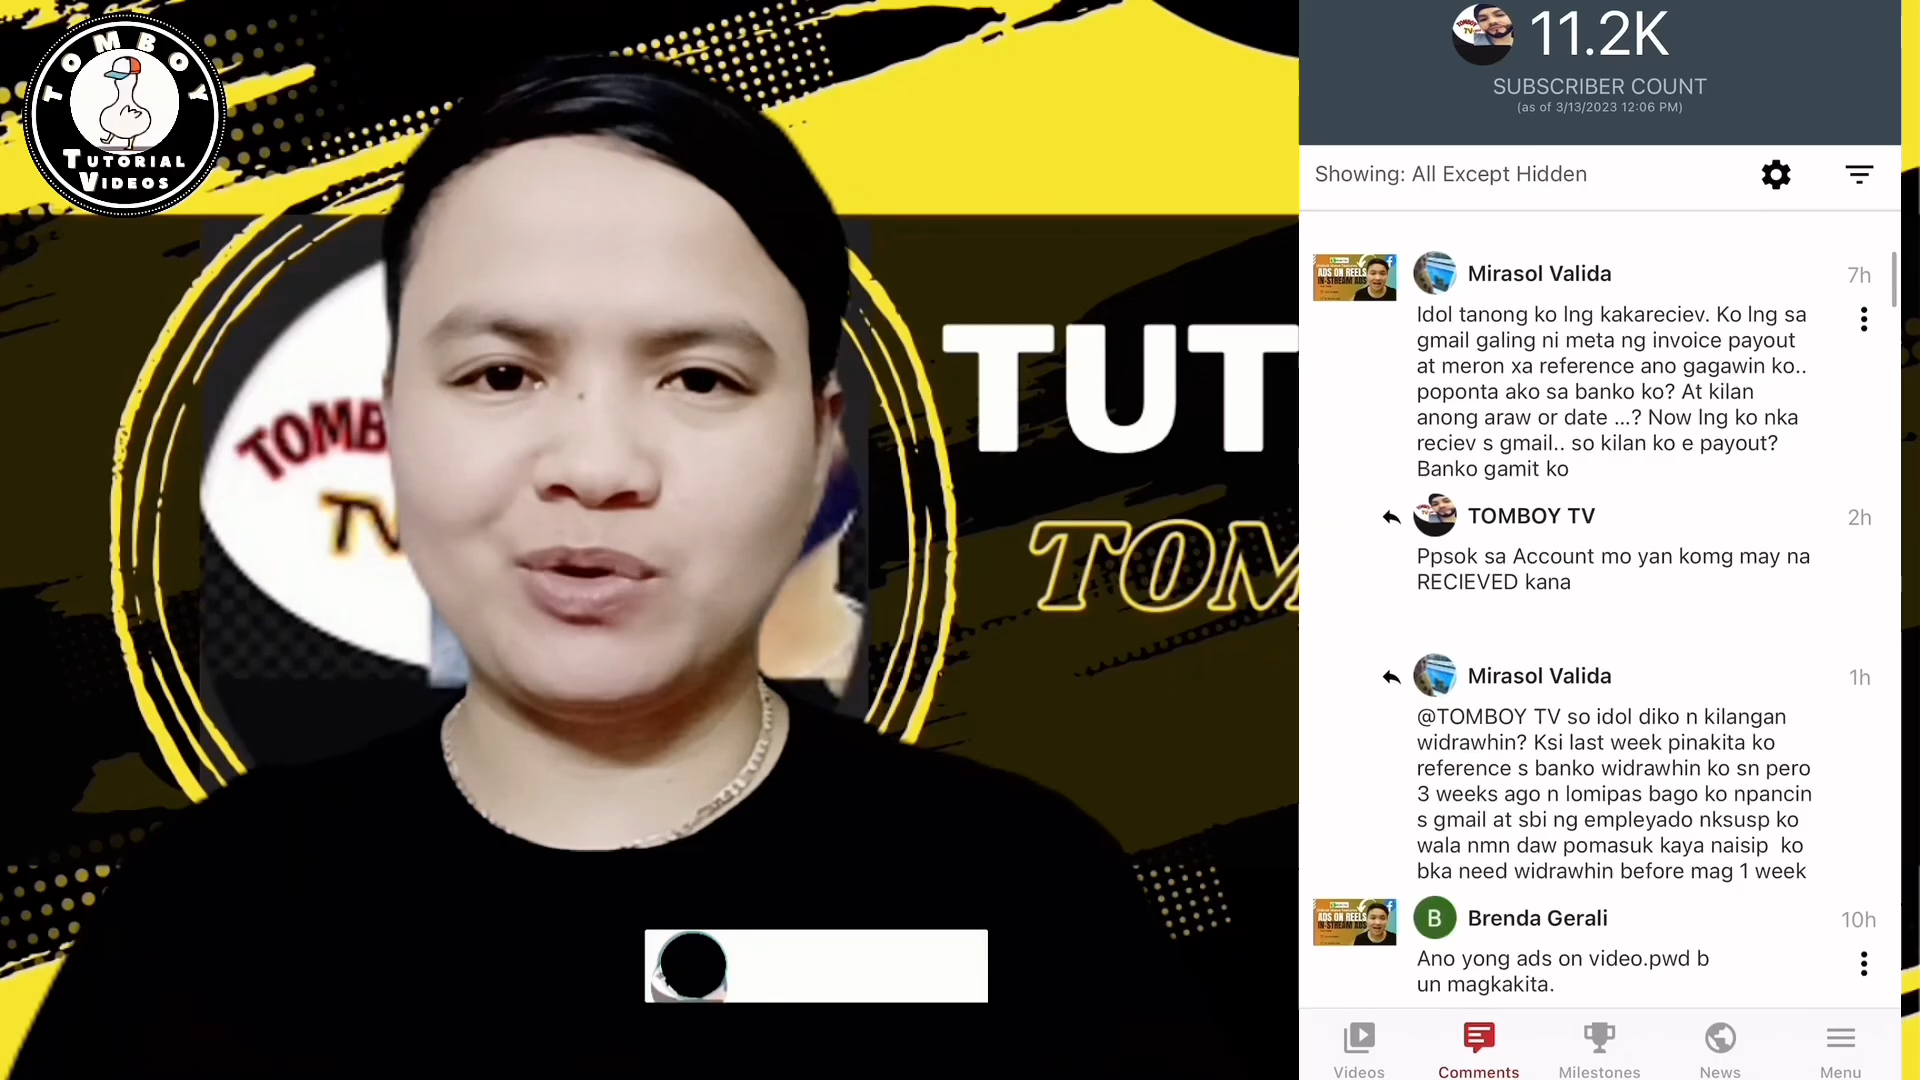 TOMBOY
TUTORIAL
VIDEOS
TOMB
TV
TUT
TOM
TOMBOY
TV
11.2K
SUBSCRIBER COUNT
(as of 3/13/2023 12:06 PM)
Showing: All Except Hidden
ADS ON REELS
IN-STREAM ADS
Mirasol Valida
7h
Idol tanong ko lng kakareciev. Ko lng sa
gmail galing ni meta ng invoice payout
at meron xa reference ano gagawin ko..
poponta ako sa banko ko? At kilan
anong araw or date ...? Now lng ko nka
reciev s gmail.. so kilan ko e payout?
Banko gamit ko
TOMBOY TV
2h
Ppsok sa Account mo yan komg may na
RECIEVED kana
Mirasol Valida
1h
@TOMBOY TV so idol diko n kilangan
widrawhin? Ksi last week pinakita ko
reference s banko widrawhin ko sn pero
3 weeks ago n lomipas bago ko npancin
s gmail at sbi ng empleyado nksusp ko
wala nmn daw pomasuk kaya naisip  ko
bka need widrawhin before mag 1 week
ADS ON REELS
IN-STREAM ADS
B
Brenda Gerali
10h
Ano yong ads on video.pwd b
un magkakita.
Videos
Comments
Milestones
News
Menu